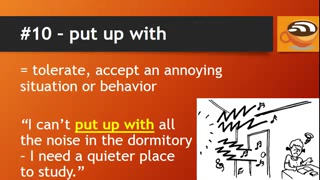 #10 – put up with
= tolerate, accept an annoying
situation or behavior
“I can’t put up with all
the noise in the dormitory
– I need a quieter place
to study.”